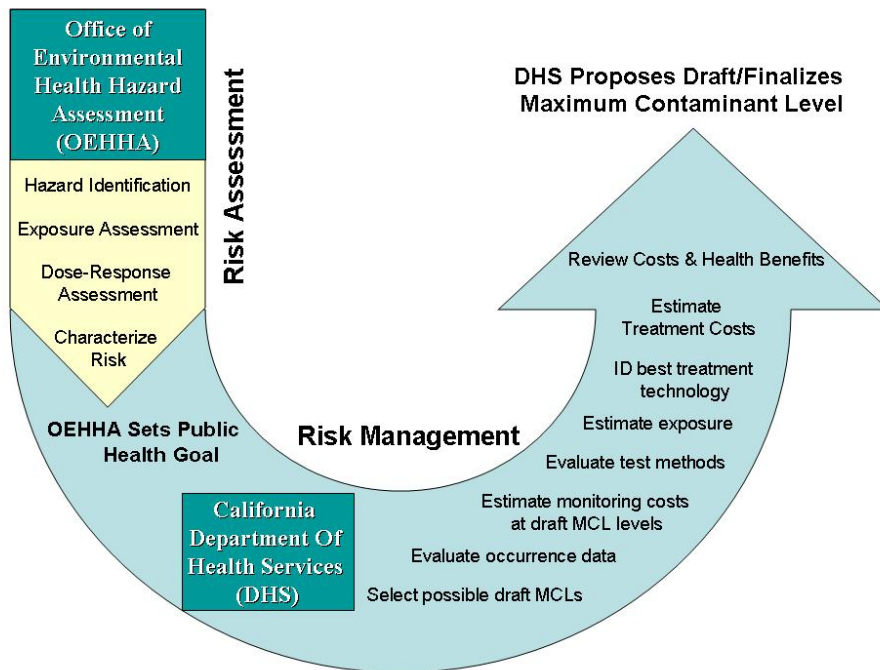 Office of
Environmental
Health Hazard
Assessment
(OEHHA)
Risk Assessment
Hazard Identification
Exposure Assessment
Dose-Response
Assessment
Characterize
Risk
OEHHA Sets Public
Health Goal
Risk Management
California
Department Of
Health Services
(DHS)
Select possible draft MCLs
Evaluate occurrence data
Estimate monitoring costs
at draft MCL levels
Evaluate test methods
Estimate exposure
ID best treatment
technology
Estimate
Treatment Costs
Review Costs & Health Benefits
DHS Proposes Draft/Finalizes
Maximum Contaminant Level